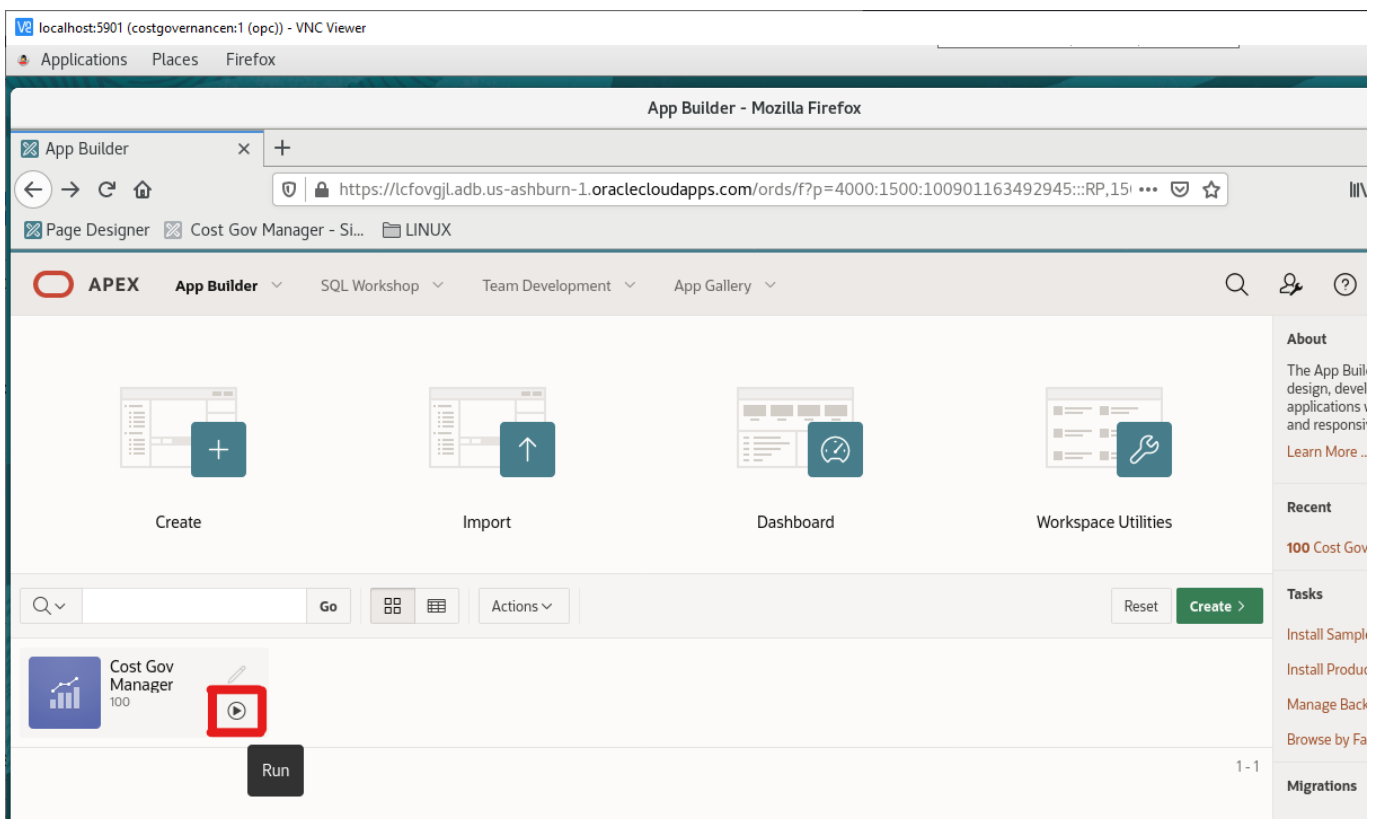 localhost:5901 (costgovernancen:1 (opc)) - VNC Viewer
Applications Places Firefox
App Builder - Mozilla Firefox
App Builder
https://lcfovgjl.adb.us-ashburn-1.oraclecloudapps.com/ords/f?p=4000:1500:100901163492945:::RP,15
Page Designer Cost Gov Manager - Si... LINUX
APEX App Builder SQL Workshop Team Development App Gallery
About
The App Buil
design, devel
applications
and responsi
Learn More ..
Create Import Dashboard Workspace Utilities
Recent
100 Cost Gov
Go Actions Reset Create >
Tasks
Install Sampl
Install Produc
Manage Back
Browse by Fa
Cost Gov
Manager
100
Run
1 - 1
Migrations